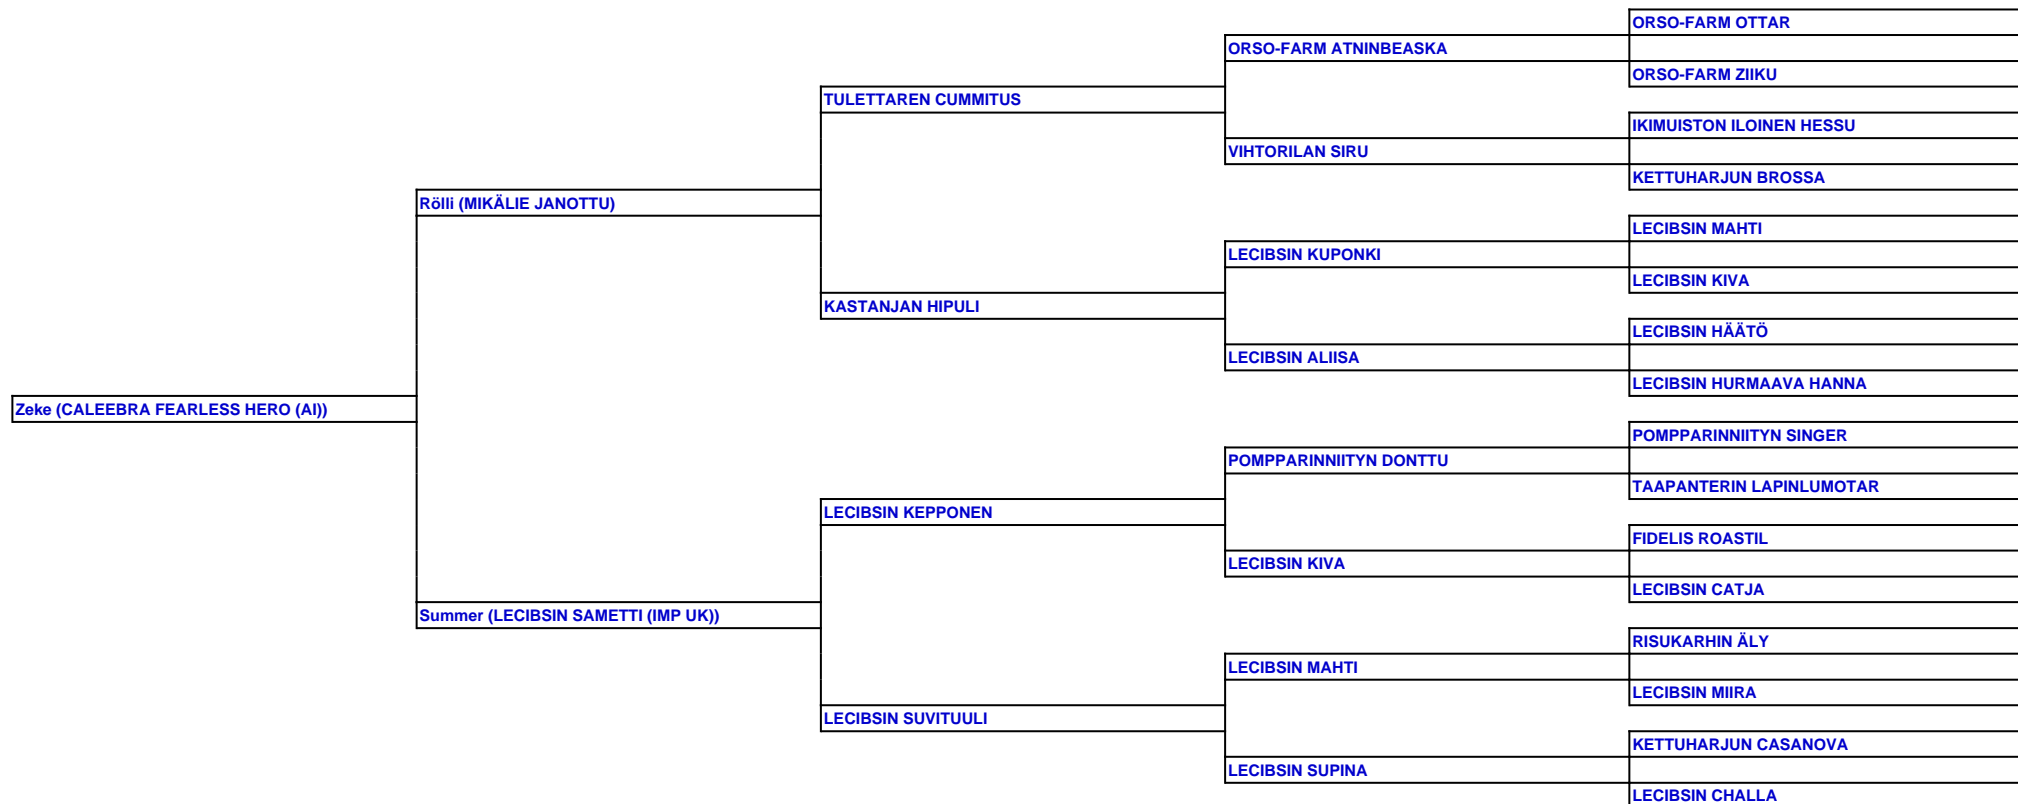 ORSO-FARM OTTAR
ORSO-FARM ATNINBEASKA
ORSO-FARM ZIIKU
TULETTAREN CUMMITUS
IKIMUISTON ILOINEN HESSU
VIHTORILAN SIRU
KETTUHARJUN BROSSA
Rölli (MIKÄLIE JANOTTU)
LECIBSIN MAHTI
LECIBSIN KUPONKI
LECIBSIN KIVA
KASTANJAN HIPULI
LECIBSIN HÄÄTÖ
LECIBSIN ALIISA
LECIBSIN HURMAAVA HANNA
Zeke (CALEEBRA FEARLESS HERO (AI))
POMPPARINNIITYN SINGER
POMPPARINNIITYN DONTTU
TAAPANTERIN LAPINLUMOTAR
LECIBSIN KEPPONEN
FIDELIS ROASTIL
LECIBSIN KIVA
LECIBSIN CATJA
Summer (LECIBSIN SAMETTI (IMP UK))
RISUKARHIN ÄLY
LECIBSIN MAHTI
LECIBSIN MIIRA
LECIBSIN SUVITUULI
KETTUHARJUN CASANOVA
LECIBSIN SUPINA
LECIBSIN CHALLA